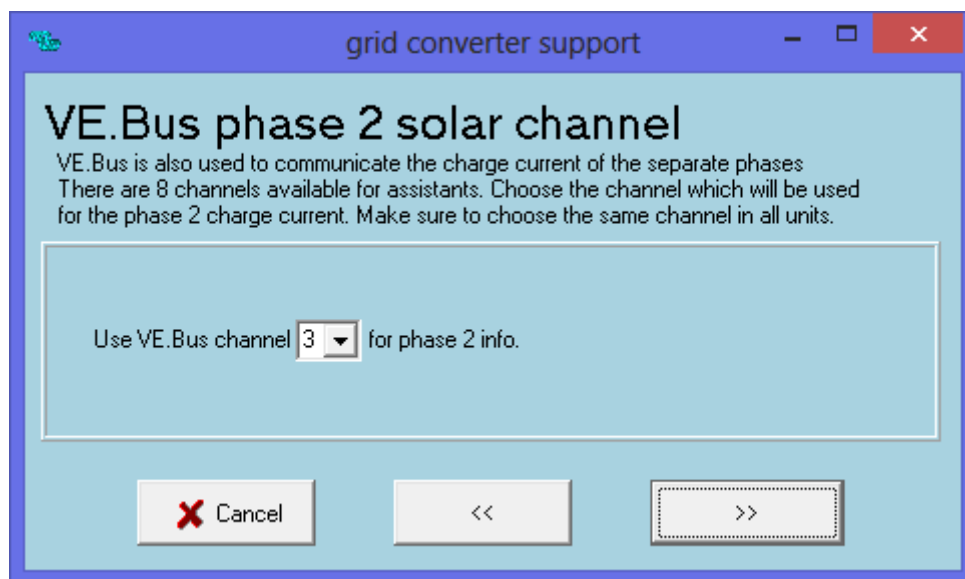 grid converter support
VE.Bus phase 2 solar channel
VE.Bus is also used to communicate the charge current of the separate phases
There are 8 channels available for assistants. Choose the channel which will be used
for the phase 2 charge current. Make sure to choose the same channel in all units.
Use VE.Bus channel 3 for phase 2 info.
Cancel << >>